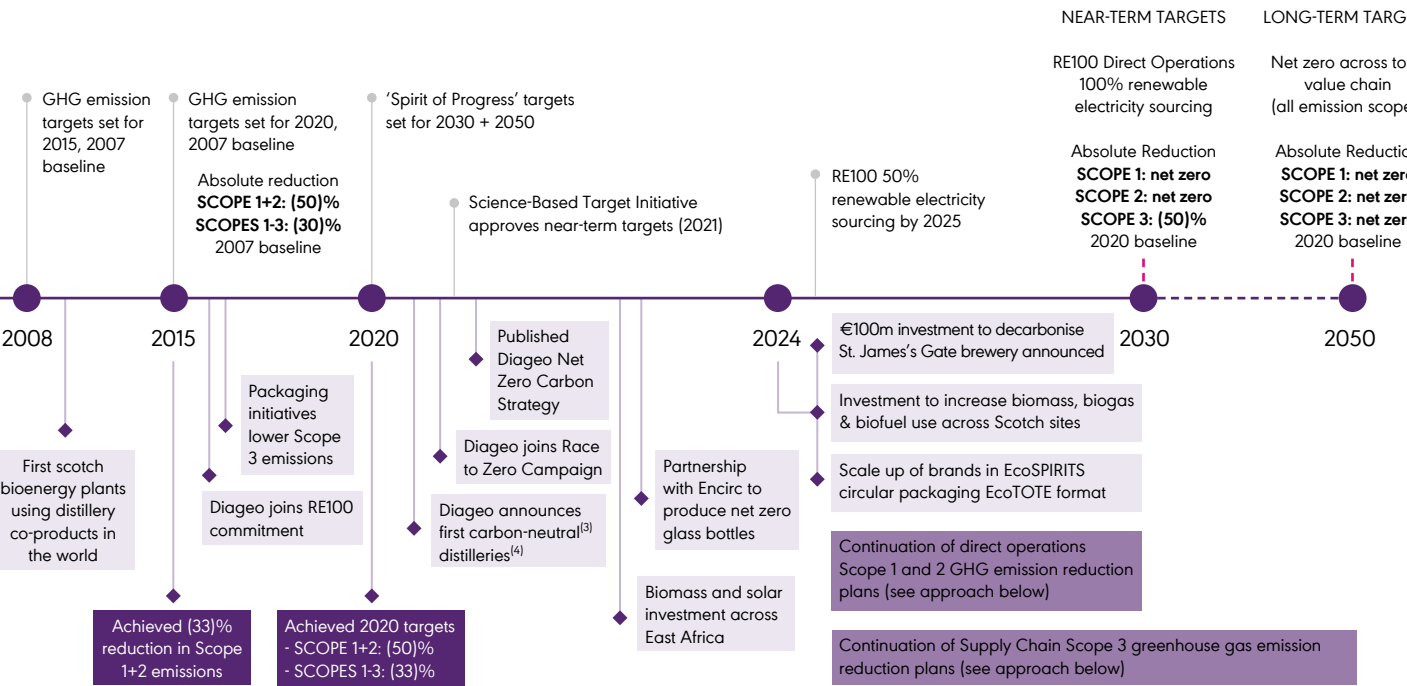 NEAR-TERM TARGETS
RE100 Direct Operations
100% renewable
electricity sourcing
Absolute Reduction
SCOPE 1: net zero
SCOPE 2: net zero
SCOPE 3: (50)%
2020 baseline
LONG-TERM
Net zero across
value chain
(all emission
Absolute
SCOPE 1: net
SCOPE 2: net
SCOPE 3: net
2020 baseline
GHG emission
targets set for
2015, 2007
baseline
GHG emission
targets set for 2020,
2007 baseline
Absolute reduction
SCOPE 1+2: (50)%
SCOPES 1-3: (30)%
2007 baseline
'Spirit of Progress' targets
set for 2030 + 2050
Science-Based Target Initiative
approves near-term targets (2021)
RE100 50%
renewable electricity
sourcing by 2025
2008
2015
2020
2024
2030
2050
First scotch
bioenergy plants
using distillery
co-products in
the world
Achieved (33)%
reduction in Scope
1+2 emissions
Diageo joins RE100
commitment
Packaging
initiatives
lower Scope
3 emissions
Achieved 2020 targets
- SCOPE 1+2: (50)%
- SCOPES 1-3: (33)%
Diageo announces
first carbon-neutral(3)
distilleries(4)
Diageo joins Race
to Zero Campaign
Published
Diageo Net
Zero Carbon
Strategy
Biomass and solar
investment across
East Africa
Partnership
with Encirc to
produce net zero
glass bottles
€100m investment to decarbonise
St. James's Gate brewery announced
Investment to increase biomass, biogas
& biofuel use across Scotch sites
Scale up of brands in EcoSPIRITS
circular packaging EcoTOTE format
Continuation of direct operations
Scope 1 and 2 GHG emission reduction
plans (see approach below)
Continuation of Supply Chain Scope 3 greenhouse gas emission
reduction plans (see approach below)